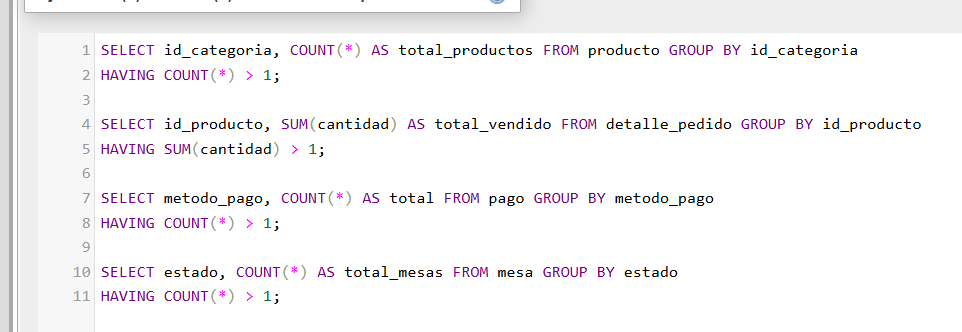 1 SELECT id_categoria, COUNT(*) AS total_productos FROM producto GROUP BY id_categoria
2 HAVING COUNT(*) > 1;
3
4 SELECT id_producto, SUM(cantidad) AS total_vendido FROM detalle_pedido GROUP BY id_producto
5 HAVING SUM(cantidad) > 1;
6
7 SELECT metodo_pago, COUNT(*) AS total FROM pago GROUP BY metodo_pago
8 HAVING COUNT(*) > 1;
9
10 SELECT estado, COUNT(*) AS total_mesas FROM mesa GROUP BY estado
11 HAVING COUNT(*) > 1;